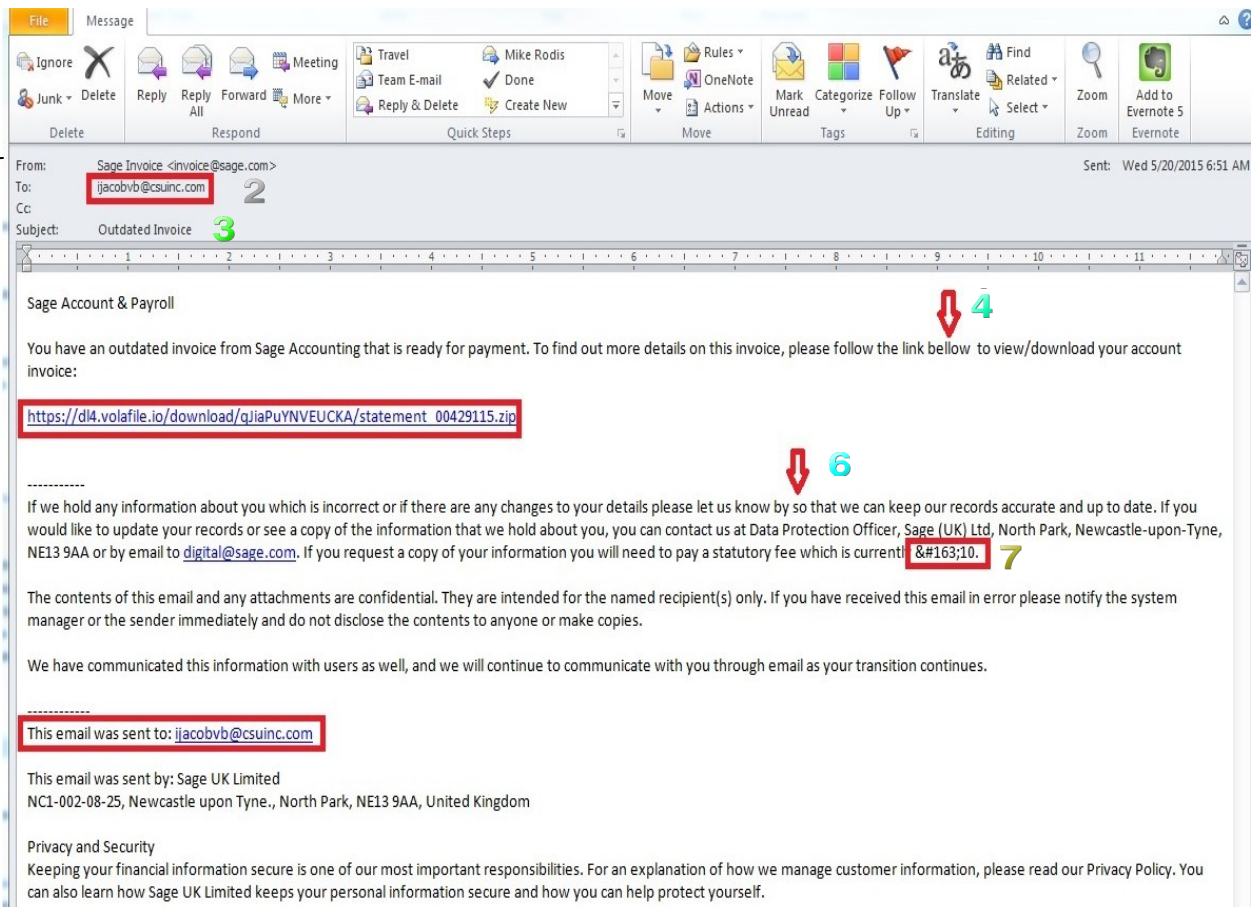 File Message
Ignore Meeting Travel Mike Rodis Rules Find
Team E-mail Done OneNote Related
Junk Delete Reply Reply All Forward More Reply & Delete Create New Move Actions Mark Unread Categorize Follow Up Translate Select Zoom Add to Evernote 5
Delete Respond Quick Steps Move Tags Editing Zoom Evernote
From: Sage Invoice <invoice@sage.com> Sent: Wed 5/20/2015 6:51 AM
To: ijacobvb@csuinc.com 2
Cc:
Subject: Outdated Invoice 3
1 2 3 4 5 6 7 8 9 10 11
Sage Account & Payroll
4
You have an outdated invoice from Sage Accounting that is ready for payment. To find out more details on this invoice, please follow the link bellow to view/download your account
invoice:
https://dl4.volafile.io/download/qJiaPuYNVEUCKA/statement_00429115.zip
6
-----------
If we hold any information about you which is incorrect or if there are any changes to your details please let us know by so that we can keep our records accurate and up to date. If you
would like to update your records or see a copy of the information that we hold about you, you can contact us at Data Protection Officer, Sage (UK) Ltd, North Park, Newcastle-upon-Tyne,
NE13 9AA or by email to digital@sage.com. If you request a copy of your information you will need to pay a statutory fee which is currentl &#163;10. 7
The contents of this email and any attachments are confidential. They are intended for the named recipient(s) only. If you have received this email in error please notify the system
manager or the sender immediately and do not disclose the contents to anyone or make copies.
We have communicated this information with users as well, and we will continue to communicate with you through email as your transition continues.
------------
This email was sent to: ijacobvb@csuinc.com
This email was sent by: Sage UK Limited
NC1-002-08-25, Newcastle upon Tyne., North Park, NE13 9AA, United Kingdom
Privacy and Security
Keeping your financial information secure is one of our most important responsibilities. For an explanation of how we manage customer information, please read our Privacy Policy. You
can also learn how Sage UK Limited keeps your personal information secure and how you can help protect yourself.